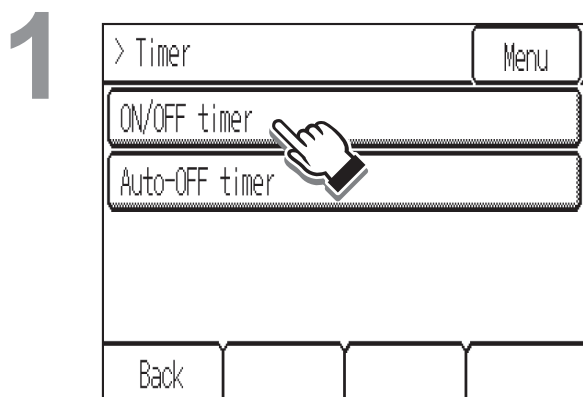 1
> Timer
Menu
ON/OFF timer
Auto-OFF timer
Back